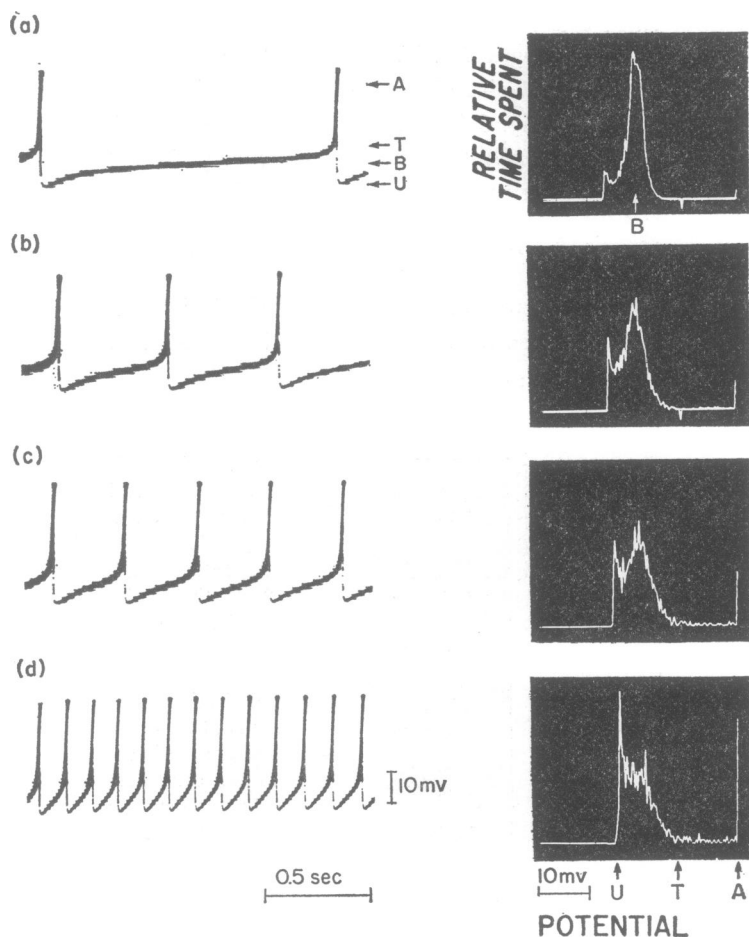 (a)
A
T
B
U
RELATIVE
TIME SPENT
B
(b)
(c)
(d)
10mv
0.5 sec
10mv
U T A
POTENTIAL